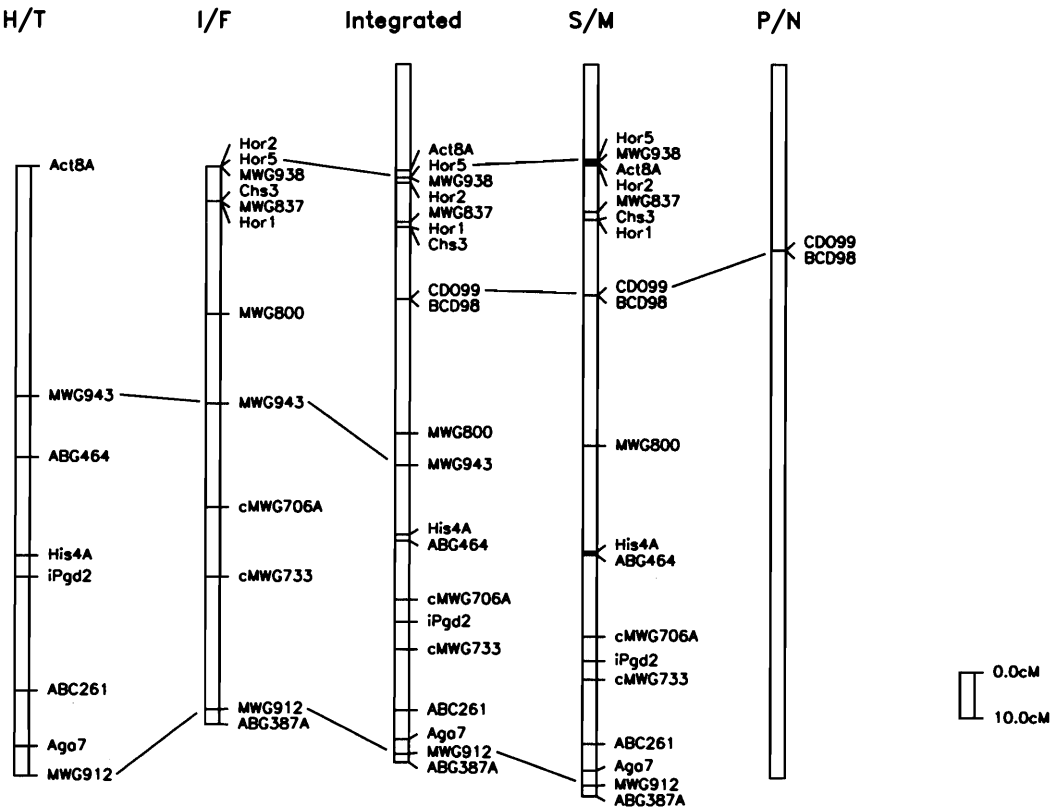 H/T
I/F
Integrated
S/M
P/N
Act8A
MWG943
ABG464
His4A
iPgd2
ABC261
Aga7
MWG912
Hor2
Hor5
MWG938
Chs3
MWG837
Hor1
MWG800
MWG943
cMWG706A
cMWG733
MWG912
ABG387A
Act8A
Hor5
MWG938
Hor2
MWG837
Hor1
Chs3
CDO99
BCD98
MWG800
MWG943
His4A
ABG464
cMWG706A
iPgd2
cMWG733
ABC261
Aga7
MWG912
ABG387A
Hor5
MWG938
Act8A
Hor2
MWG837
Chs3
Hor1
CDO99
BCD98
MWG800
His4A
ABG464
cMWG706A
iPgd2
cMWG733
ABC261
Aga7
MWG912
ABG387A
CDO99
BCD98
0.0cM
10.0cM